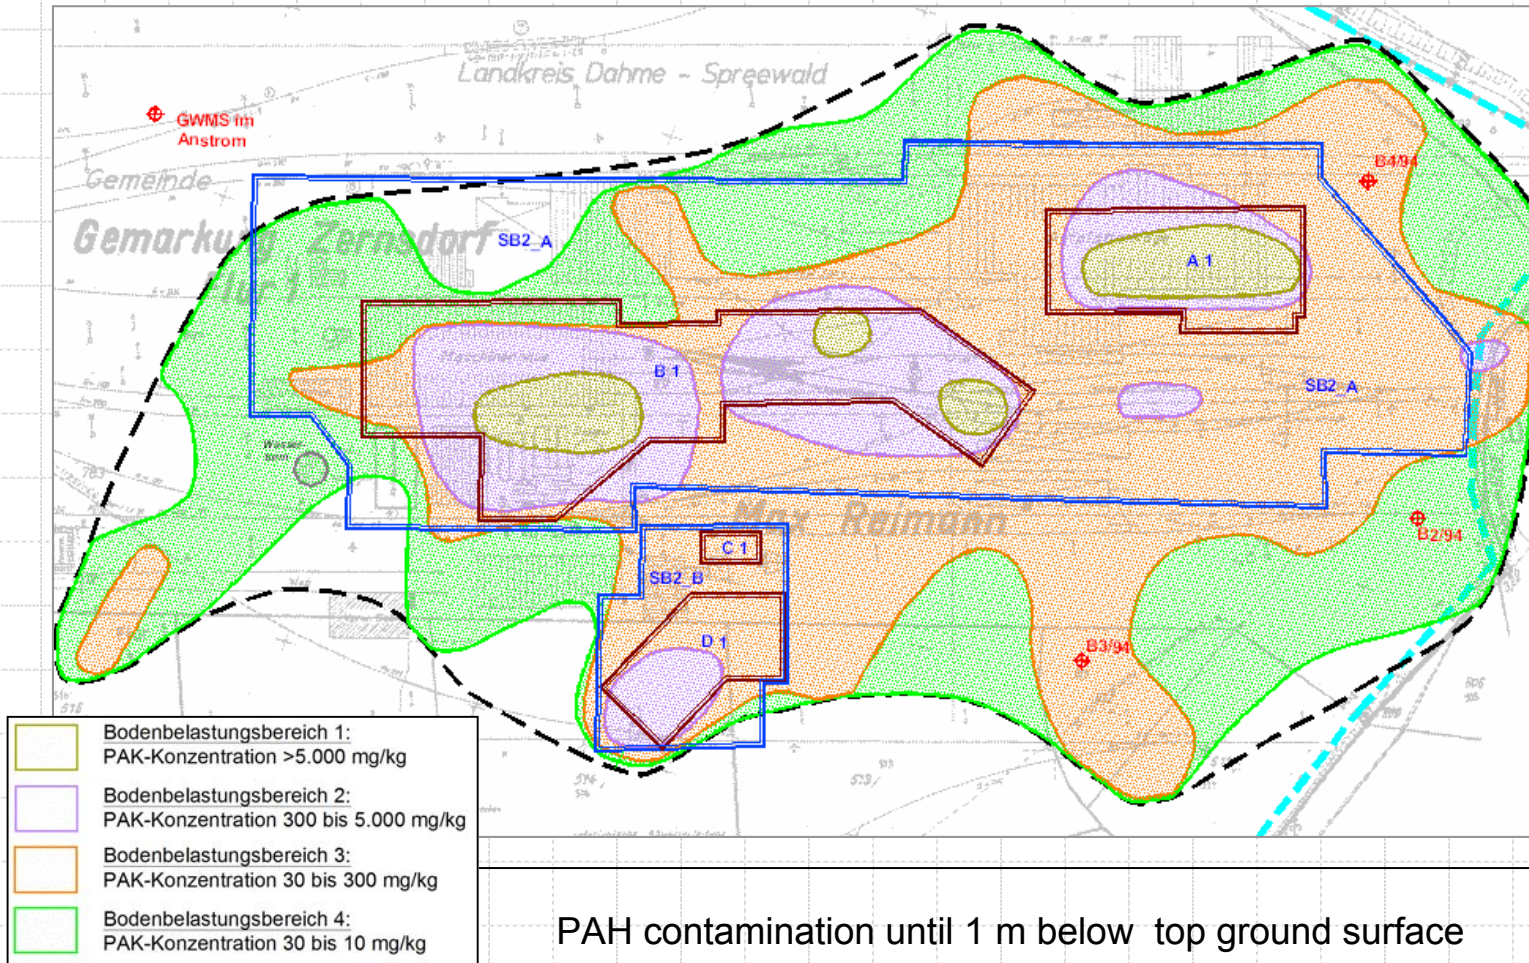 Landkreis Dahme - Spreewald
GWMS im
Anstrom
B4/94
Gemeinde
Gemarkung Zernsdorf
Flur 1
SB2_A
A 1
B 1
SB2_A
Wasser
Max Reimann
B2/94
C 1
SB2_B
D 1
B3/94
Bodenbelastungsbereich 1:
PAK-Konzentration >5.000 mg/kg
Bodenbelastungsbereich 2:
PAK-Konzentration 300 bis 5.000 mg/kg
Bodenbelastungsbereich 3:
PAK-Konzentration 30 bis 300 mg/kg
Bodenbelastungsbereich 4:
PAK-Konzentration 30 bis 10 mg/kg
PAH contamination until 1 m below top ground surface